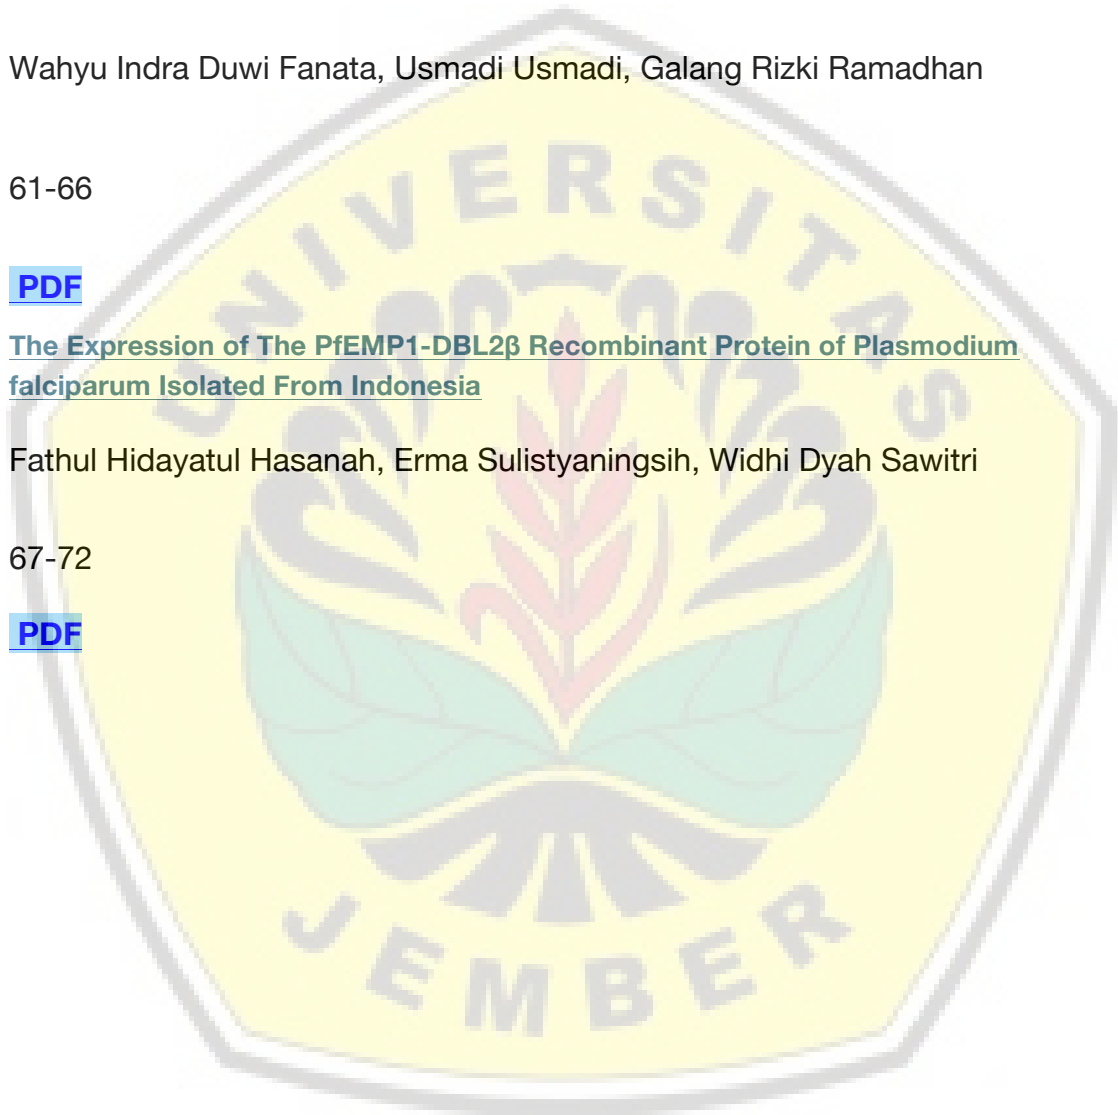 Wahyu Indra Duwi Fanata, Usmadi Usmadi, Galang Rizki Ramadhan
61-66
PDF
The Expression of The PfEMP1-DBL2β Recombinant Protein of Plasmodium
falciparum Isolated From Indonesia
Fathul Hidayatul Hasanah, Erma Sulistyaningsih, Widhi Dyah Sawitri
67-72
PDF
UNIVERSITAS
JEMBER